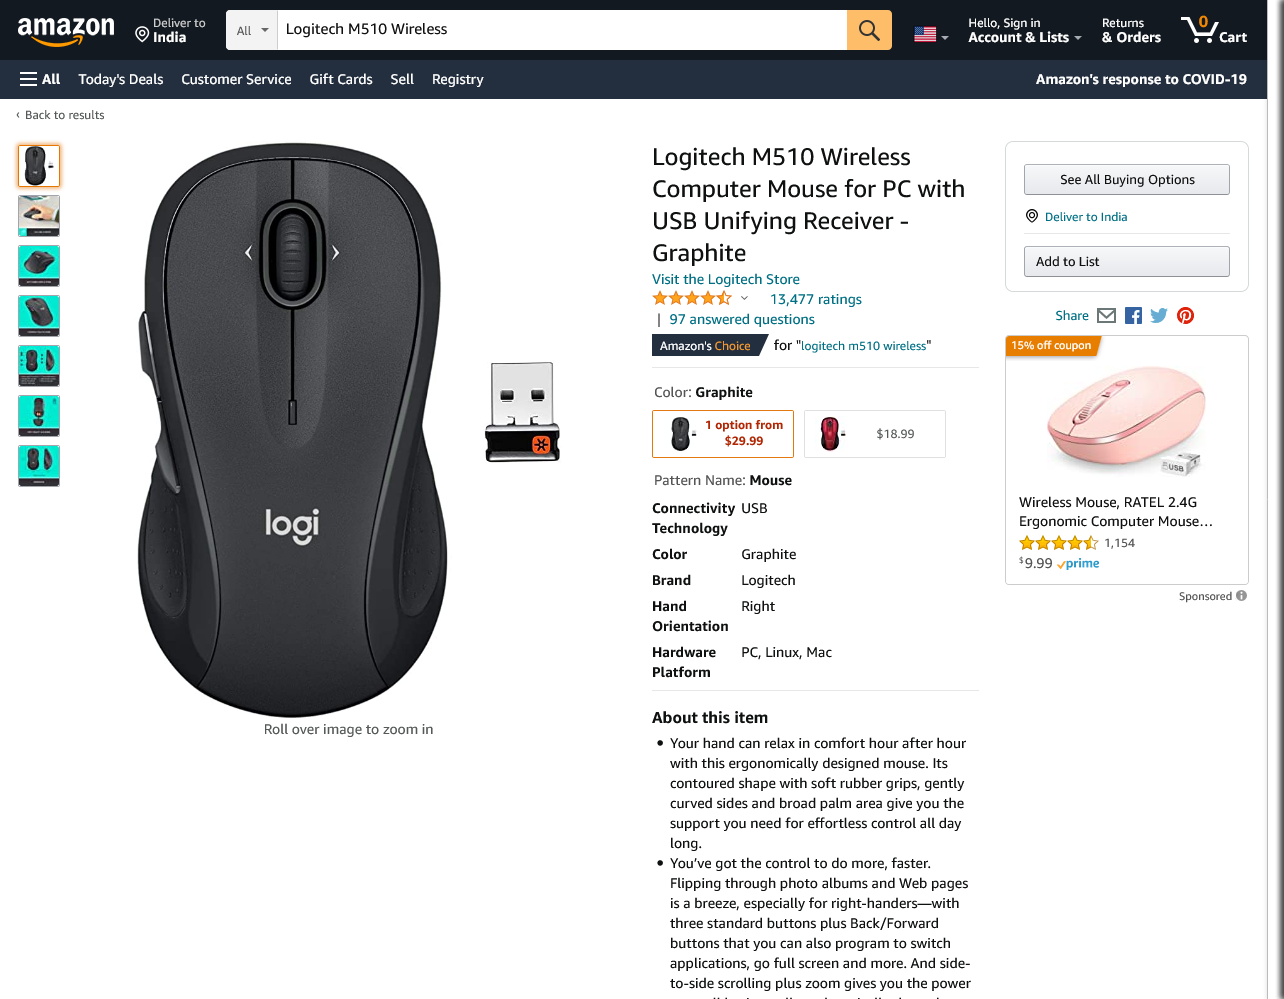 amazon
Deliver to
India
All
Logitech M510 Wireless
Hello, Sign in
Account & Lists
Returns
& Orders
0
Cart
All
Today's Deals
Customer Service
Gift Cards
Sell
Registry
Amazon's response to COVID-19
‹ Back to results
logi
Roll over image to zoom in
Logitech M510 Wireless
Computer Mouse for PC with
USB Unifying Receiver -
Graphite
Visit the Logitech Store
13,477 ratings
| 97 answered questions
Amazon's Choice for "logitech m510 wireless"
Color: Graphite
1 option from
$29.99
$18.99
Pattern Name: Mouse
Connectivity USB
Technology
Color Graphite
Brand Logitech
Hand Right
Orientation
Hardware PC, Linux, Mac
Platform
About this item
• Your hand can relax in comfort hour after hour
with this ergonomically designed mouse. Its
contoured shape with soft rubber grips, gently
curved sides and broad palm area give you the
support you need for effortless control all day
long.
• You’ve got the control to do more, faster.
Flipping through photo albums and Web pages
is a breeze, especially for right-handers—with
three standard buttons plus Back/Forward
buttons that you can also program to switch
applications, go full screen and more. And side-
to-side scrolling plus zoom gives you the power
See All Buying Options
Deliver to India
Add to List
Share
15% off coupon
USB
Wireless Mouse, RATEL 2.4G
Ergonomic Computer Mouse…
1,154
$9.99 prime
Sponsored